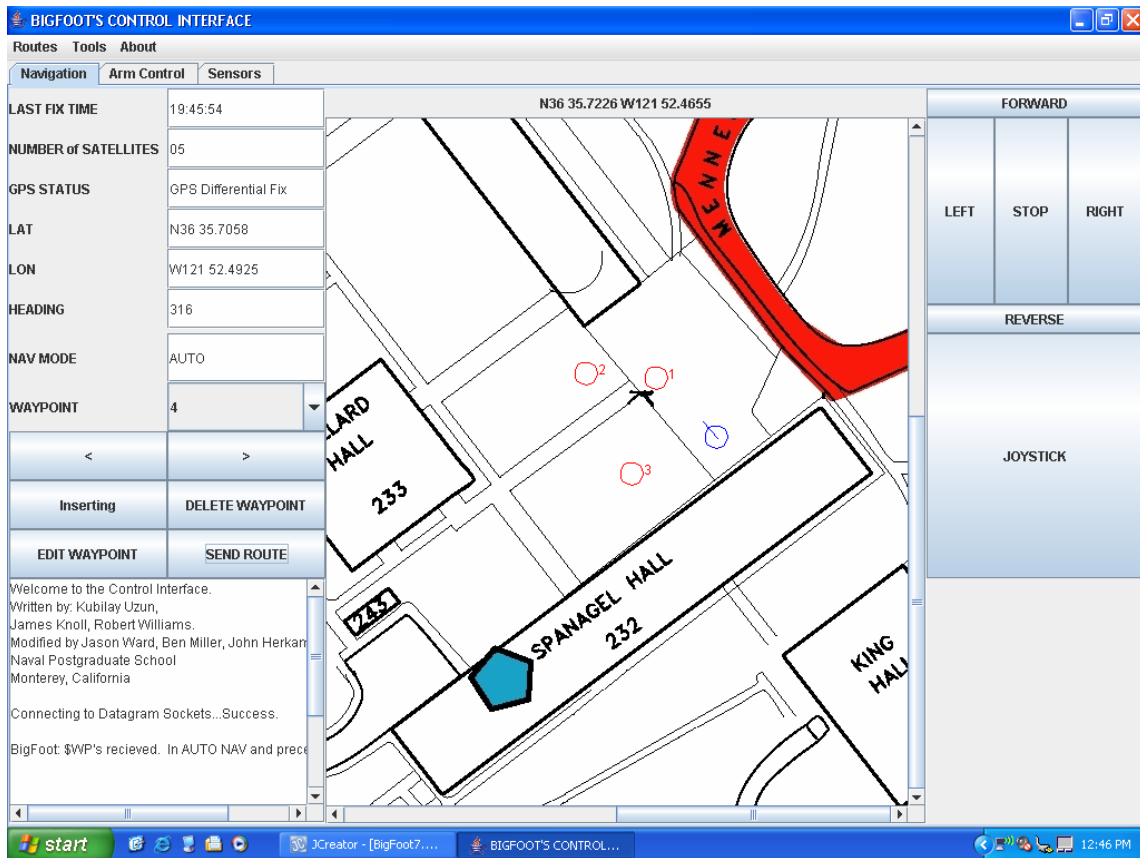 BIGFOOT'S CONTROL INTERFACE
Routes Tools About
Navigation Arm Control Sensors
LAST FIX TIME 19:45:54
NUMBER of SATELLITES 05
GPS STATUS GPS Differential Fix
LAT N36 35.7058
LON W121 52.4925
HEADING 316
NAV MODE AUTO
WAYPOINT 4
< >
Inserting DELETE WAYPOINT
EDIT WAYPOINT SEND ROUTE
Welcome to the Control Interface.
Written by: Kubilay Uzun,
James Knoll, Robert Williams.
Modified by Jason Ward, Ben Miller, John Herkam
Naval Postgraduate School
Monterey, California
Connecting to Datagram Sockets...Success.
BigFoot: $WP's recieved. In AUTO NAV and prece
N36 35.7226 W121 52.4655
MENNE
2
1
3
LARD
HALL
233
243
SPANAGEL HALL
232
KING
HAL
FORWARD
LEFT STOP RIGHT
REVERSE
JOYSTICK
start JCreator - [BigFoot7.... BIGFOOT'S CONTROL... 12:46 PM